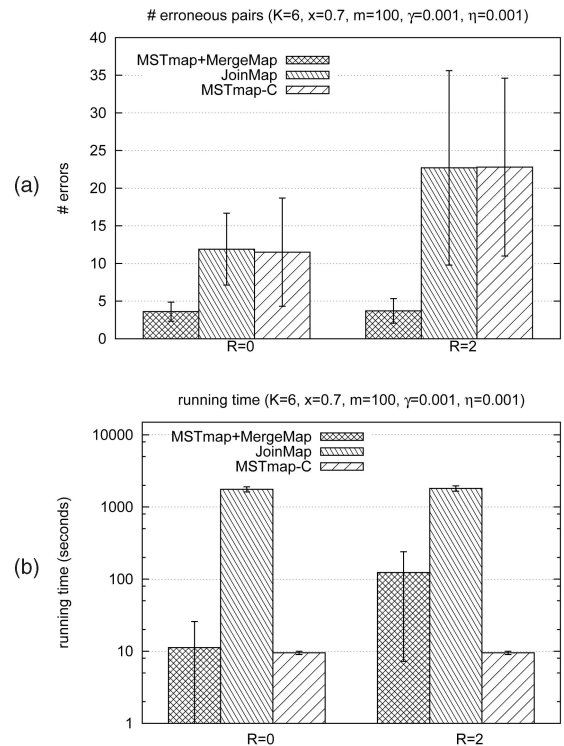 # erroneous pairs (K=6, x=0.7, m=100, γ=0.001, η=0.001)
40
35
30
25
20
15
10
5
0
# errors
(a)
MSTmap+MergeMap
JoinMap
MSTmap-C
R=0 R=2
running time (K=6, x=0.7, m=100, γ=0.001, η=0.001)
10000
1000
100
10
1
running time (seconds)
(b)
MSTmap+MergeMap
JoinMap
MSTmap-C
R=0 R=2